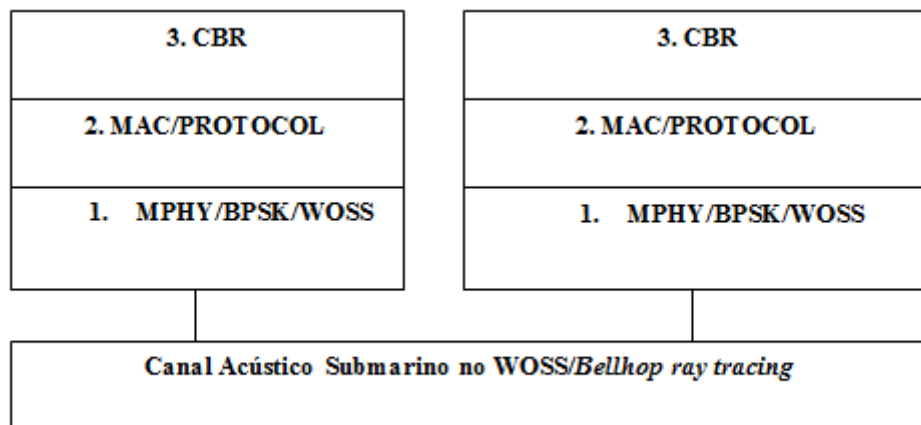 3. CBR
2. MAC/PROTOCOL
1. MPHY/BPSK/WOSS
3. CBR
2. MAC/PROTOCOL
1. MPHY/BPSK/WOSS
Canal Acústico Submarino no WOSS/Bellhop ray tracing